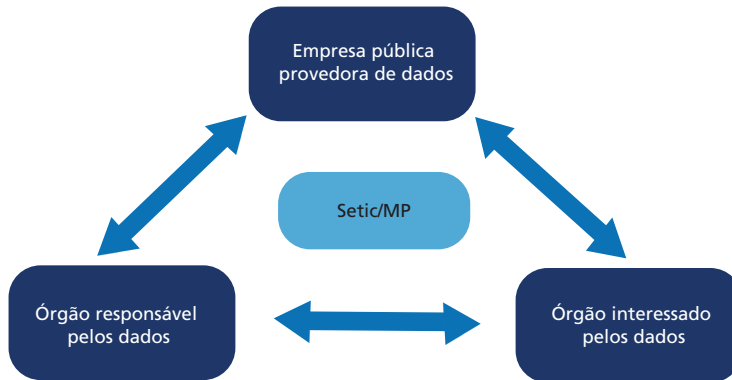 Empresa pública
provedora de dados
Setic/MP
Órgão responsável
pelos dados
Órgão interessado
pelos dados